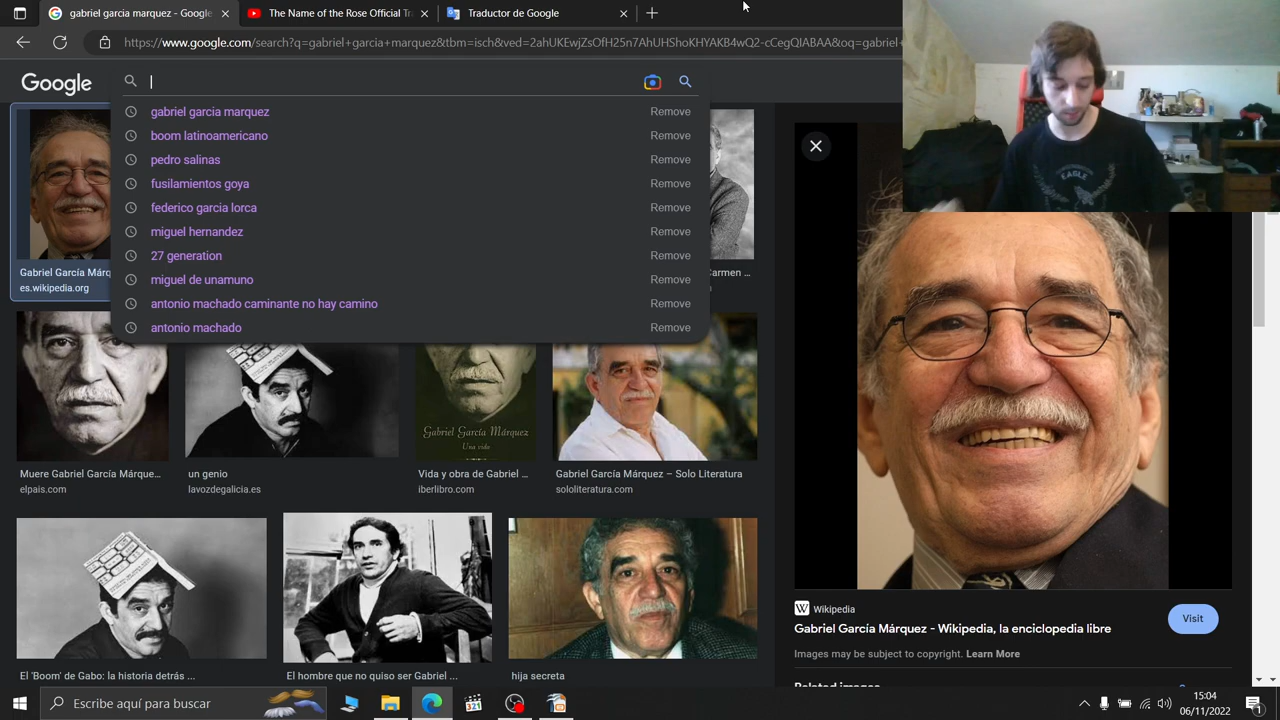 gabriel garcia marquez - Google
The Name of the Rose Official Tr
Traductor de Google
https://www.google.com/search?q=gabriel+garcia+marquez&tbm=isch&ved=2ahUKEwjZsOfH25n7AhUHShoKHYAKB4wQ2-cCegQIABAA&oq=gabriel
Google
gabriel garcia marquez Remove
boom latinoamericano Remove
pedro salinas Remove
fusilamientos goya Remove
federico garcia lorca Remove
miguel hernandez Remove
27 generation Remove
miguel de unamuno Remove
antonio machado caminante no hay camino Remove
antonio machado Remove
Gabriel García Márq
es.wikipedia.org
Carmen ...
EAGLE
Gabriel García Márquez
Una vida
Muere Gabriel García Márque...
elpais.com
un genio
lavozdegalicia.es
Vida y obra de Gabriel ...
iberlibro.com
Gabriel García Márquez – Solo Literatura
sololiteratura.com
El 'Boom' de Gabo: la historia detrás ...
El hombre que no quiso ser Gabriel ...
hija secreta
W Wikipedia
Gabriel García Márquez - Wikipedia, la enciclopedia libre
Visit
Images may be subject to copyright. Learn More
Related images
Escribe aquí para buscar
321
15:04
06/11/2022
1